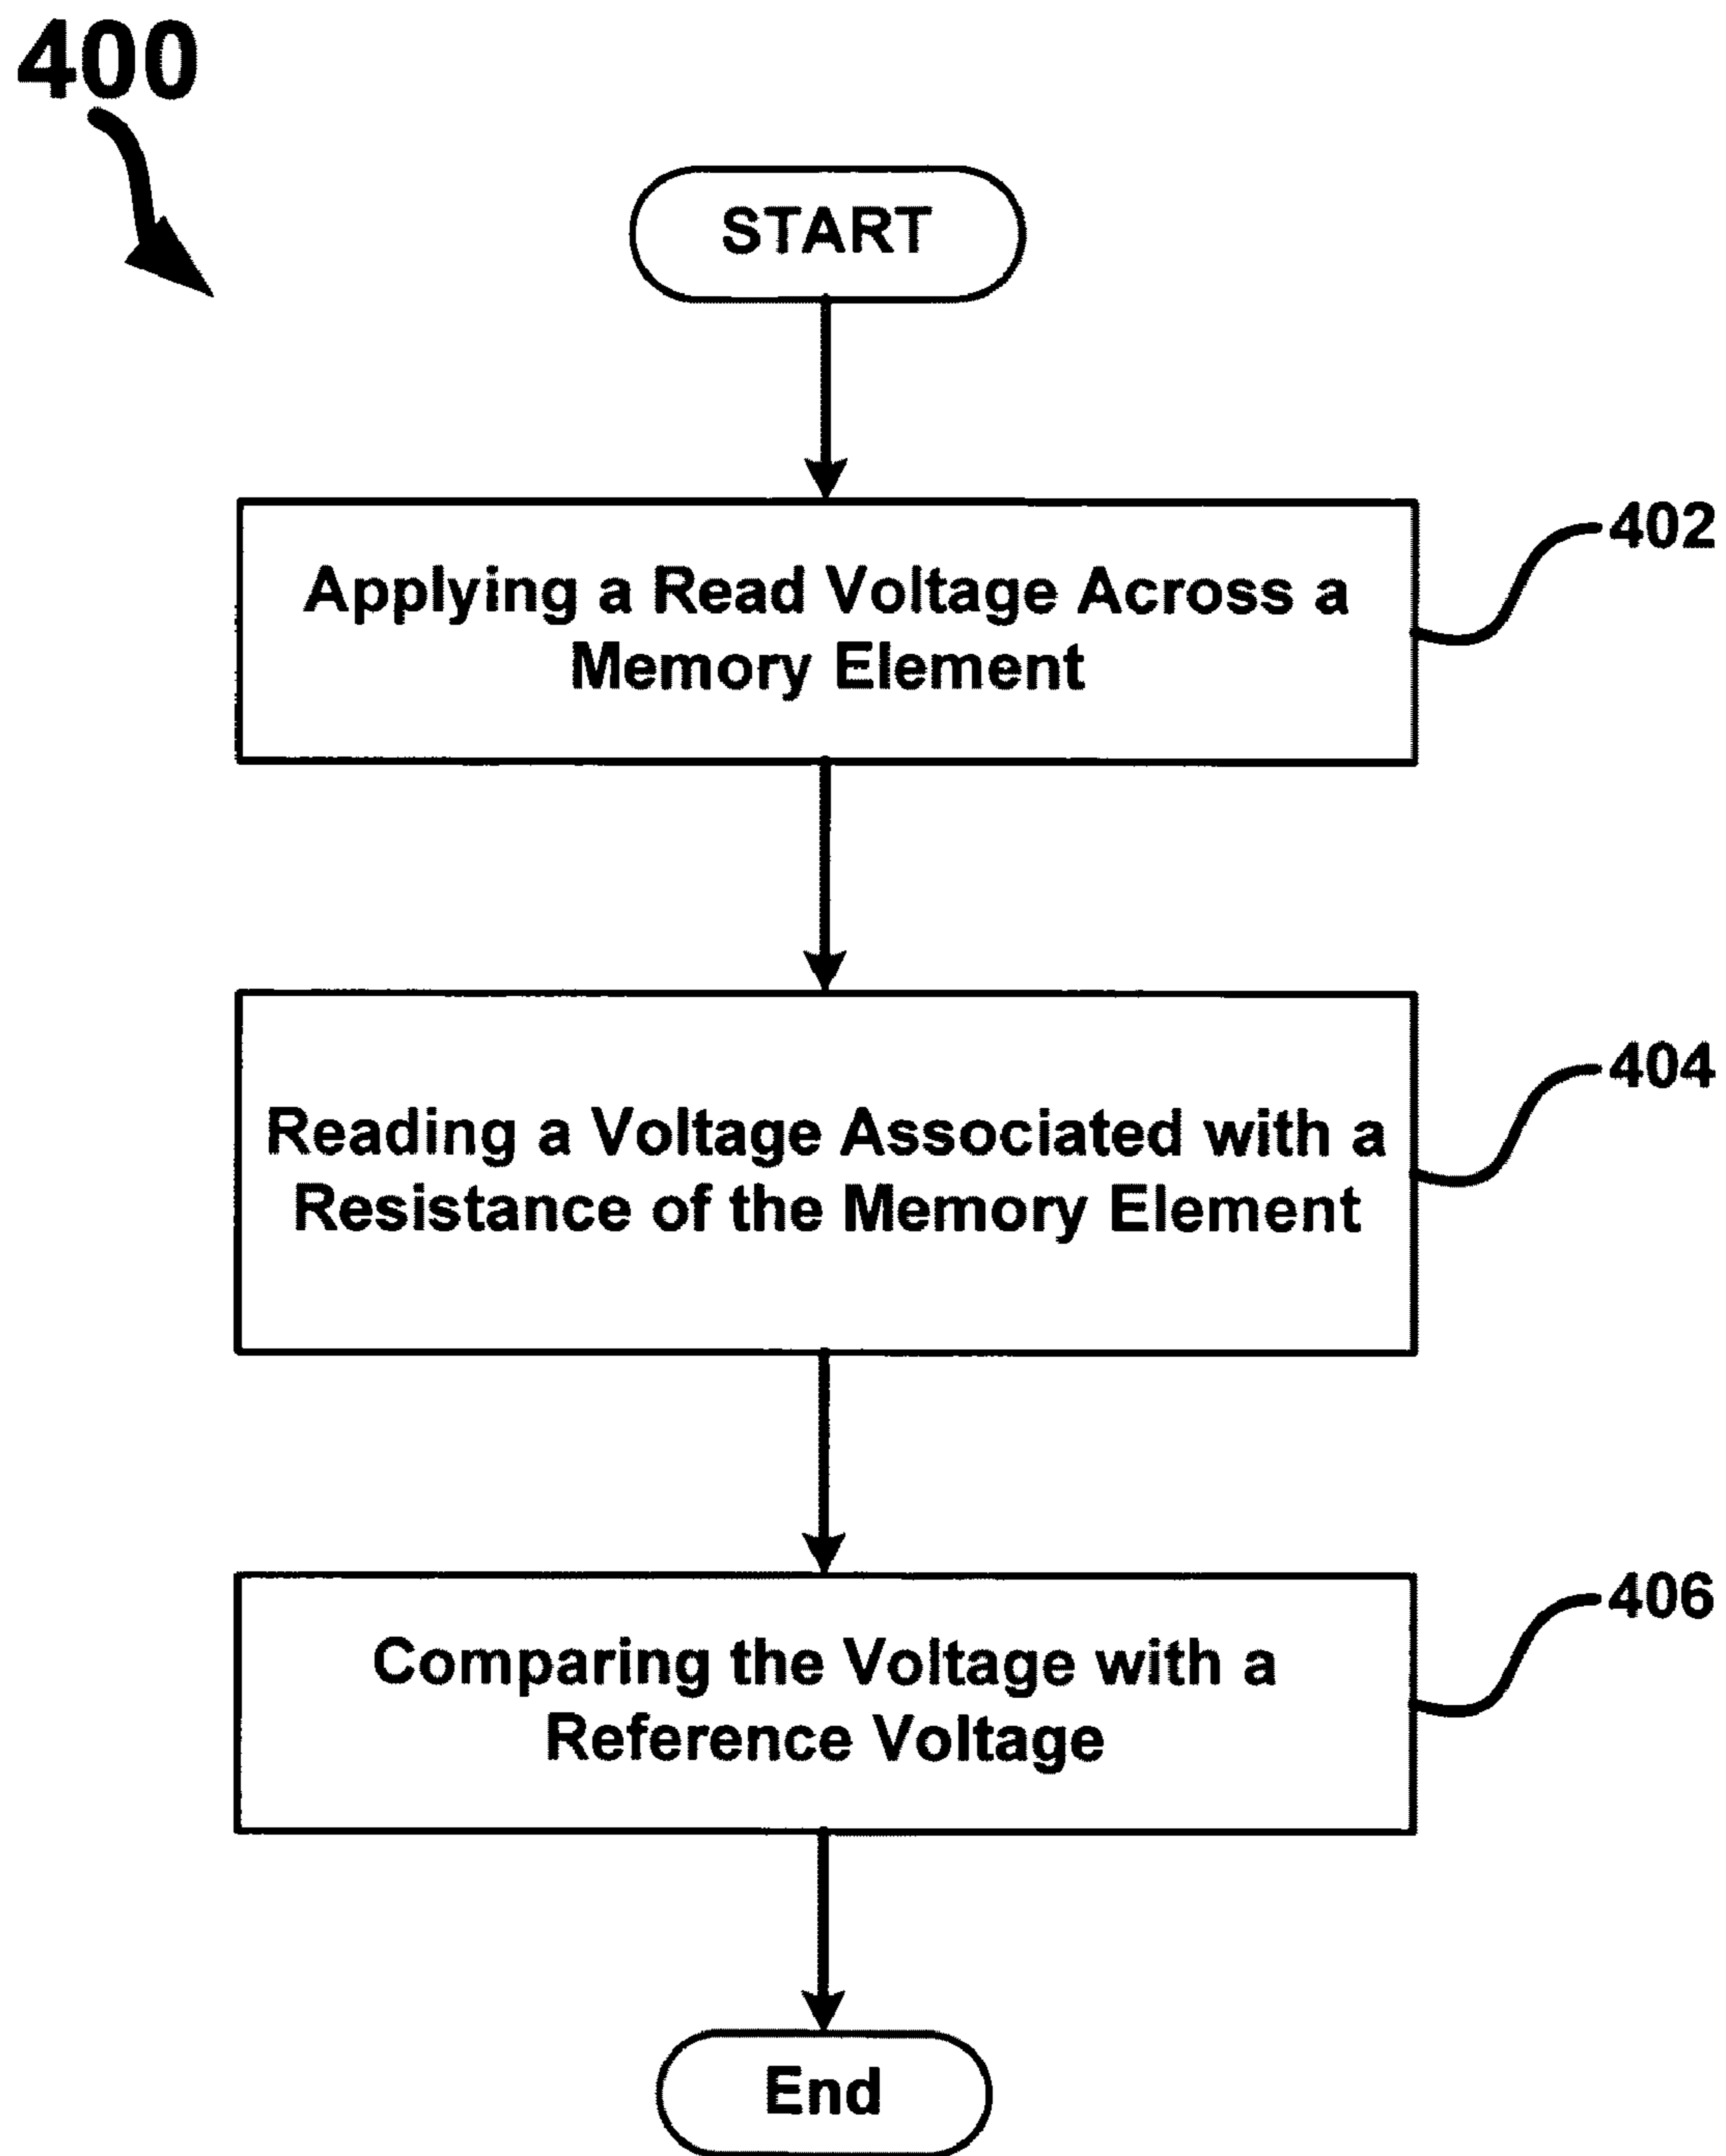 400
START
Applying a Read Voltage Across a
Memory Element
402
Reading a Voltage Associated with a
Resistance of the Memory Element
404
Comparing the Voltage with a
Reference Voltage
406
End